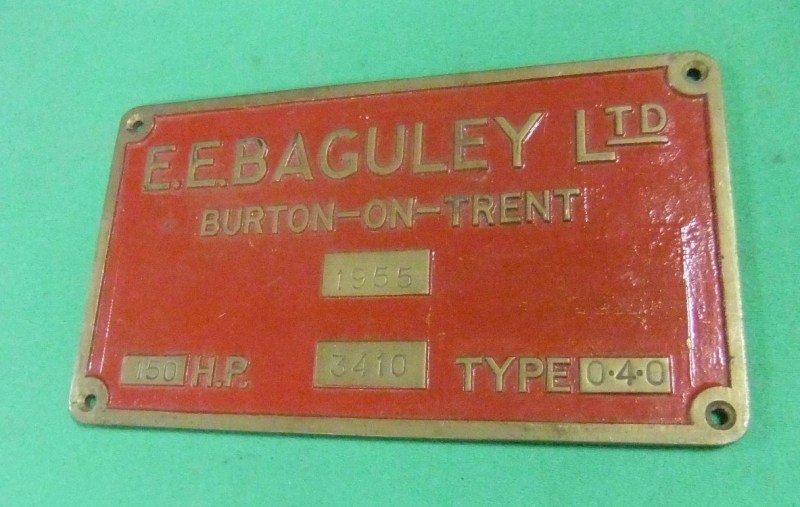 E.E.BAGULEY LTD
BURTON-ON-TRENT
1955
150 H.P. 3410 TYPE 0·4·0